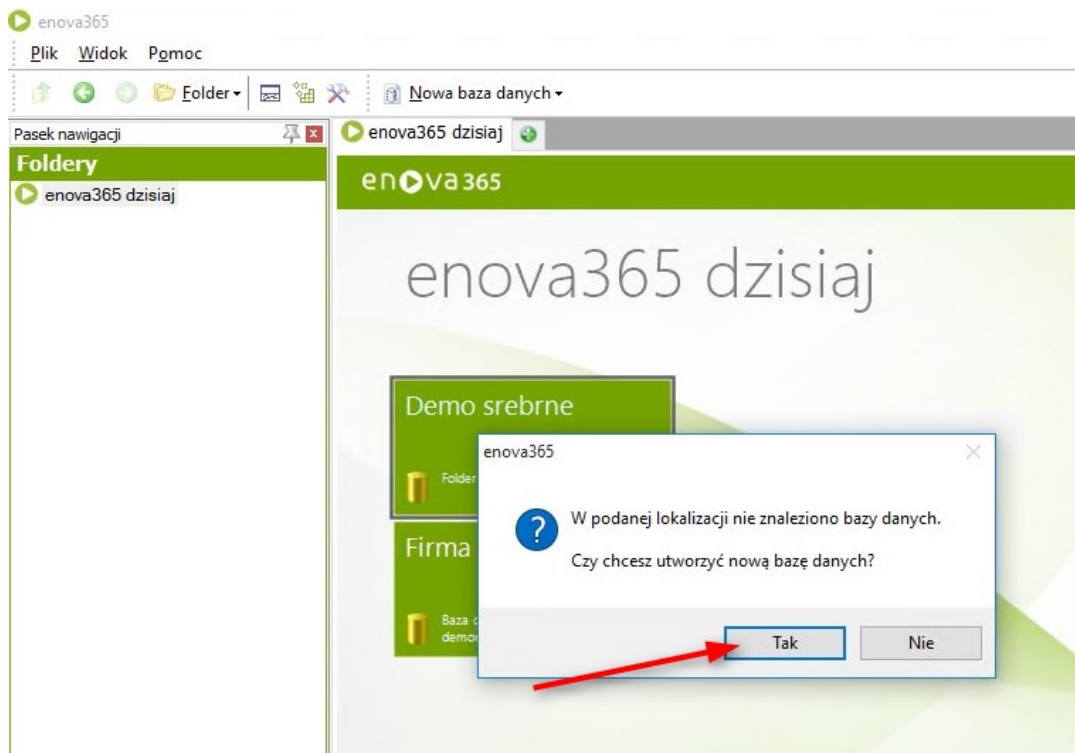 enova365
Plik Widok Pomoc
Folder Nowa baza danych
Pasek nawigacji
enova365 dzisiaj
Foldery
enova365 dzisiaj
enova365
enova365 dzisiaj
Demo srebrne
Folder
enova365
W podanej lokalizacji nie znaleziono bazy danych.
Czy chcesz utworzyć nową bazę danych?
Firma
Baza
Tak Nie